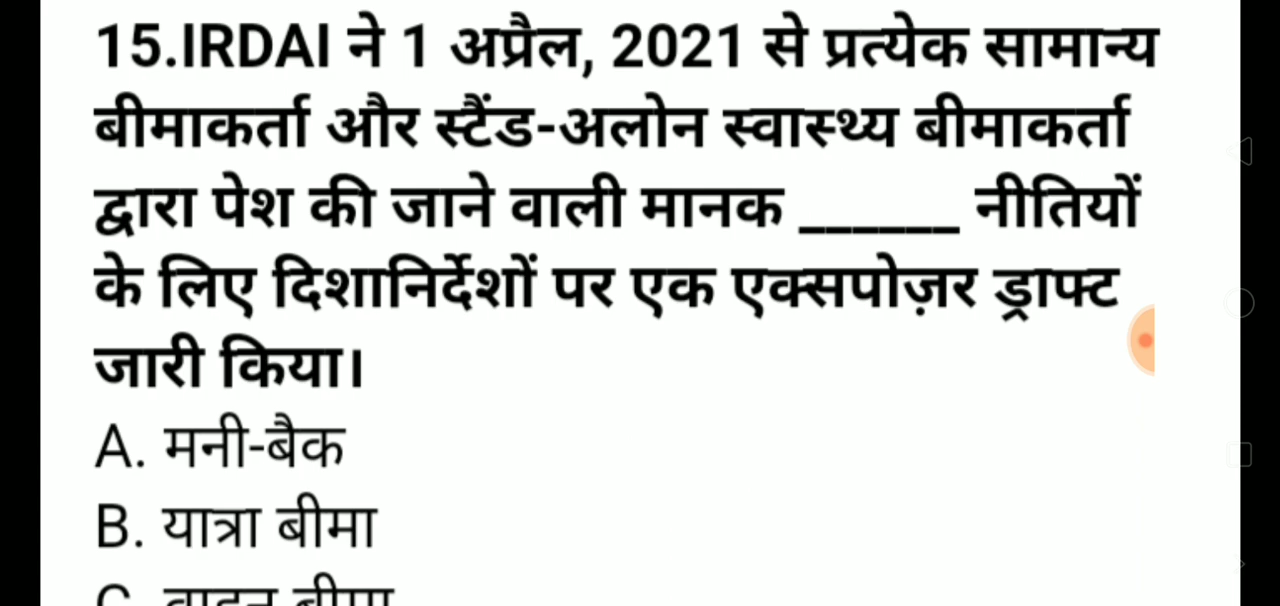 15.IRDAI ने 1 अप्रैल, 2021 से प्रत्येक सामान्य
बीमाकर्ता और स्टैंड-अलोन स्वास्थ्य बीमाकर्ता
द्वारा पेश की जाने वाली मानक ______ नीतियों
के लिए दिशानिर्देशों पर एक एक्सपोज़र ड्राफ्ट
जारी किया।
A. मनी-बैक
B. यात्रा बीमा